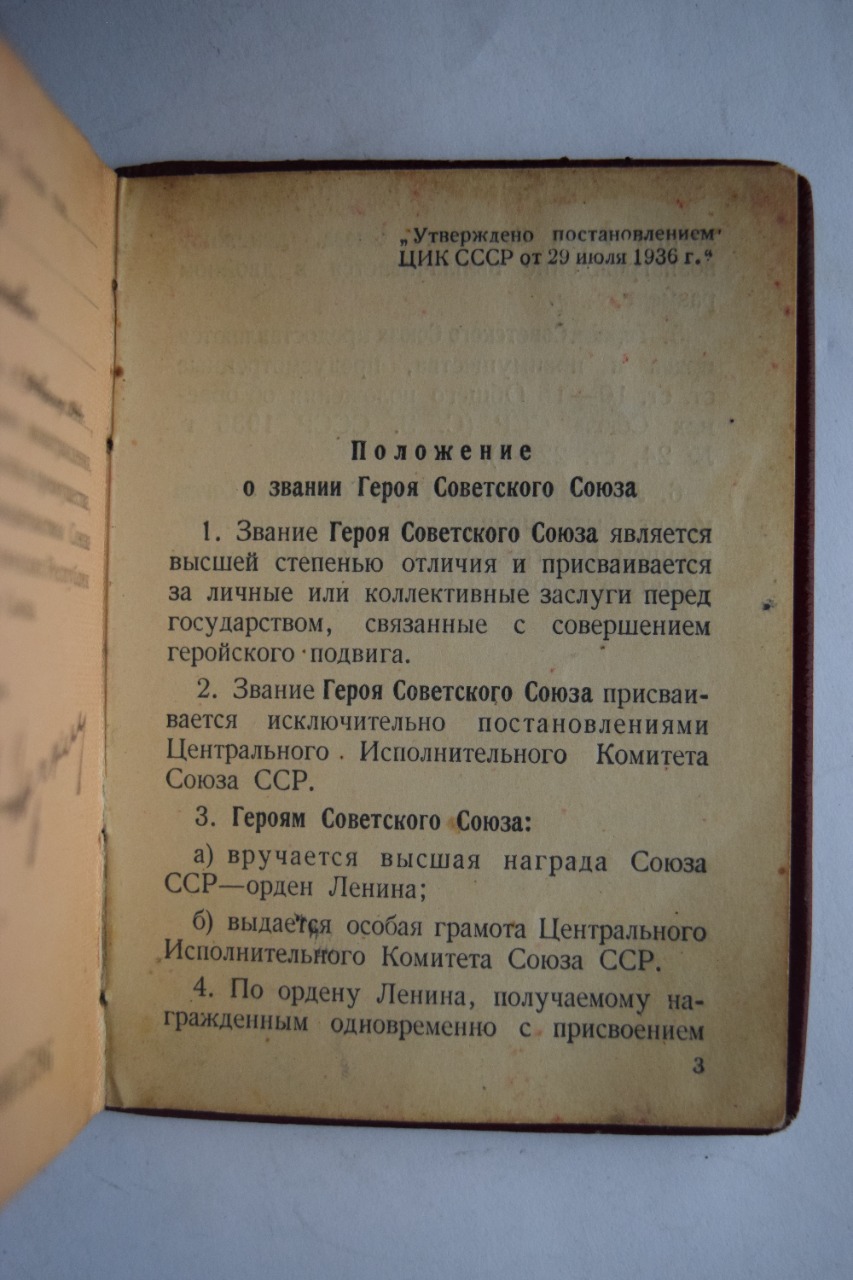 „Утверждено постановлением
ЦИК СССР от 29 июля 1936 г.“
Положение
о звании Героя Советского Союза
1. Звание Героя Советского Союза является
высшей степенью отличия и присваивается
за личные или коллективные заслуги перед
государством, связанные с совершением
геройского подвига.
2. Звание Героя Советского Союза присваи-
вается исключительно постановлениями
Центрального Исполнительного Комитета
Союза ССР.
3. Героям Советского Союза:
а) вручается высшая награда Союза
ССР—орден Ленина;
б) выдается особая грамота Центрального
Исполнительного Комитета Союза ССР.
4. По ордену Ленина, получаемому на-
гражденным одновременно с присвоением
3